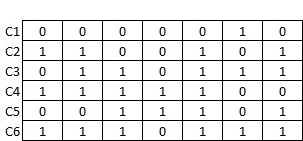 C1 0 0 0 0 0 1 0
C2 1 1 0 0 1 0 1
C3 0 1 1 0 1 1 1
C4 1 1 1 1 1 0 0
C5 0 0 1 1 1 0 1
C6 1 1 1 0 1 1 1